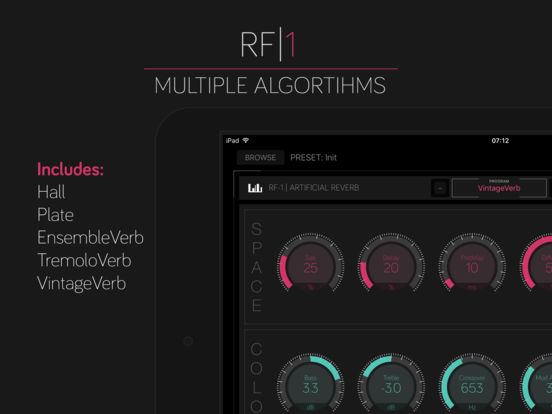 RF|1
MULTIPLE ALGORTIHMS
Includes:
Hall
Plate
EnsembleVerb
TremoloVerb
VintageVerb
iPad 07:12
BROWSE PRESET: Init
RF-1 | ARTIFICIAL REVERB
PROGRAM
VintageVerb
SPACE
Size
25
%
Decay
20
%
PreDelay
10
ms
COLO
Bass
33
dB
Treble
-30
dB
Crossover
653
Hz